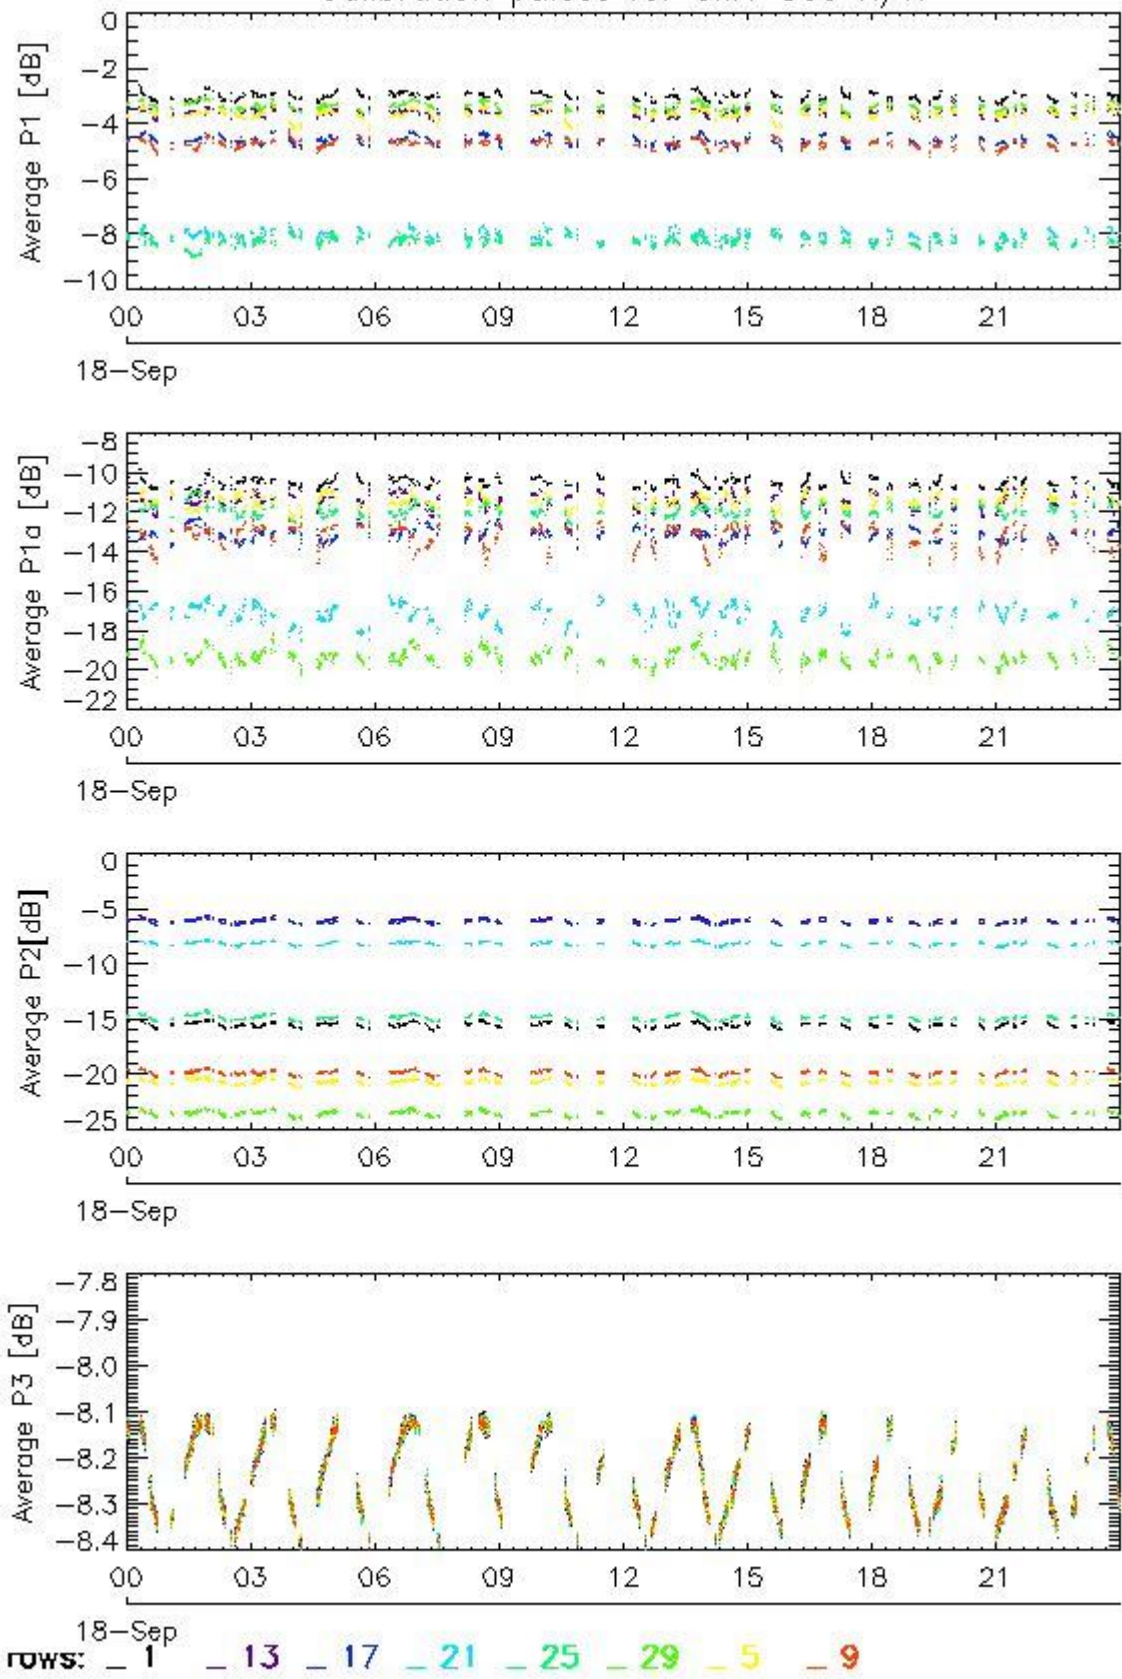 0
-2
-4
-6
-8
-10
Average P1 [dB]
00 03 06 09 12 15 18 21
18-Sep
-8
-10
-12
-14
-16
-18
-20
-22
Average P1a [dB]
00 03 06 09 12 15 18 21
18-Sep
0
-5
-10
-15
-20
-25
Average P2[dB]
00 03 06 09 12 15 18 21
18-Sep
-7.8
-7.9
-8.0
-8.1
-8.2
-8.3
-8.4
Average P3 [dB]
00 03 06 09 12 15 18 21
18-Sep
rows: _ 1 _ 13 _ 17 _ 21 _ 25 _ 29 _ 5 _ 9